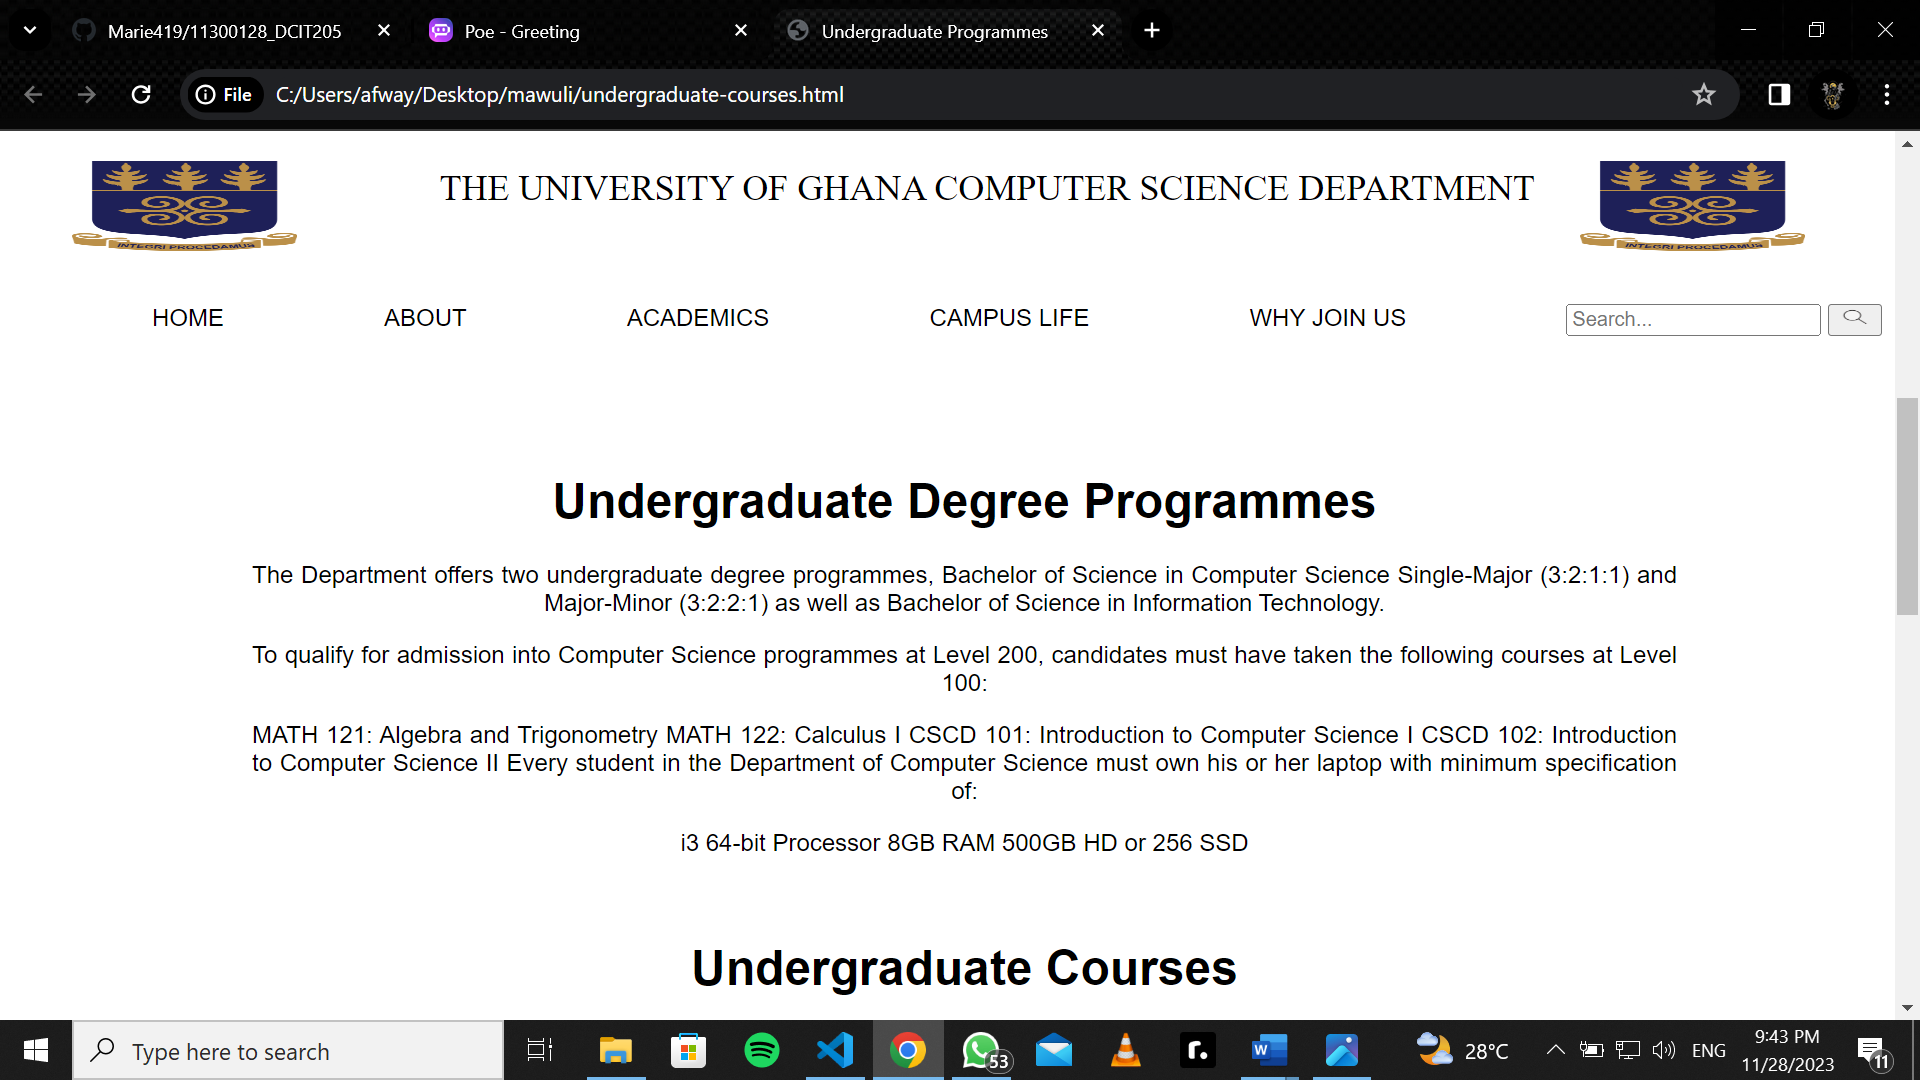 Marie419/11300128_DCIT205
Poe - Greeting
Undergraduate Programmes
File
C:/Users/afway/Desktop/mawuli/undergraduate-courses.html
INTEGRI PROCEDAMUS
THE UNIVERSITY OF GHANA COMPUTER SCIENCE DEPARTMENT
INTEGRI PROCEDAMUS
HOME
ABOUT
ACADEMICS
CAMPUS LIFE
WHY JOIN US
Search...
Undergraduate Degree Programmes
The Department offers two undergraduate degree programmes, Bachelor of Science in Computer Science Single-Major (3:2:1:1) and
Major-Minor (3:2:2:1) as well as Bachelor of Science in Information Technology.
To qualify for admission into Computer Science programmes at Level 200, candidates must have taken the following courses at Level
100:
MATH 121: Algebra and Trigonometry MATH 122: Calculus I CSCD 101: Introduction to Computer Science I CSCD 102: Introduction
to Computer Science II Every student in the Department of Computer Science must own his or her laptop with minimum specification
of:
i3 64-bit Processor 8GB RAM 500GB HD or 256 SSD
Undergraduate Courses
Type here to search
53
r.
W
28°C
ENG
9:43 PM
11/28/2023
11